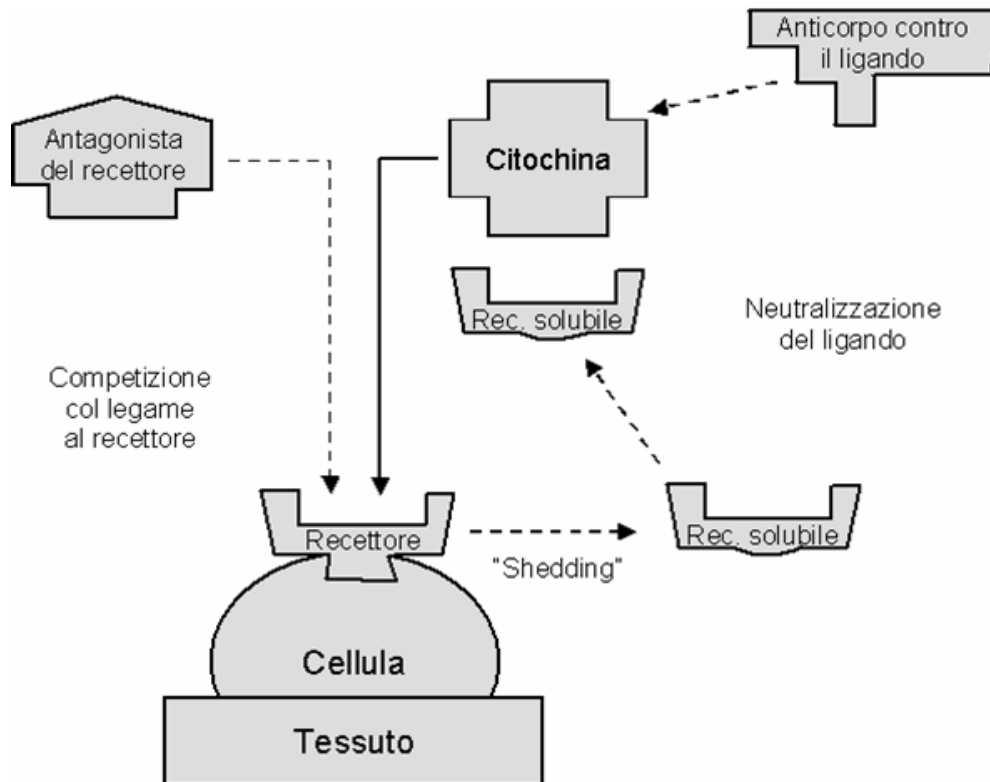 Anticorpo contro
il ligando
Antagonista
del recettore
Citochina
Rec. solubile
Neutralizzazione
del ligando
Competizione
col legame
al recettore
Recettore
"Shedding"
Rec. solubile
Cellula
Tessuto